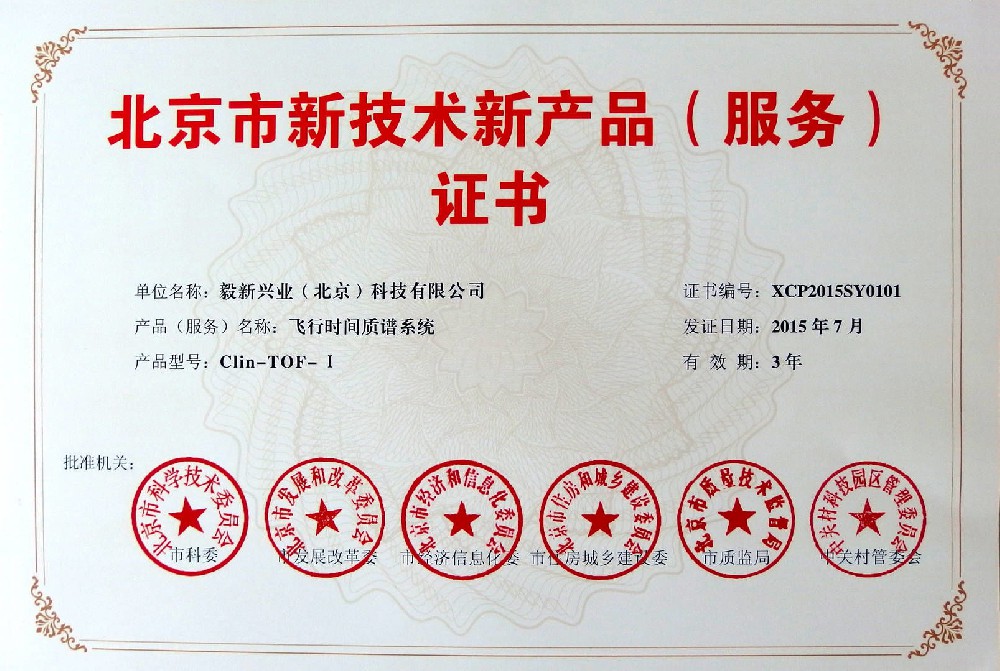 北京市新技术新产品（服务）
证书
单位名称：毅新兴业（北京）科技有限公司
产品（服务）名称：飞行时间质谱系统
产品型号：Clin-TOF-Ⅰ
证书编号：XCP2015SY0101
发证日期：2015年7月
有效期：3年
批准机关：
北京市科学技术委员会
市科委
北京市发展和改革委员会
市发展改革委
北京市经济和信息化委员会
市经济信息化委
北京市住房和城乡建设委员会
市住房城乡建设委
北京市质量技术监督局
市质监局
中关村科技园区管理委员会
中关村管委会